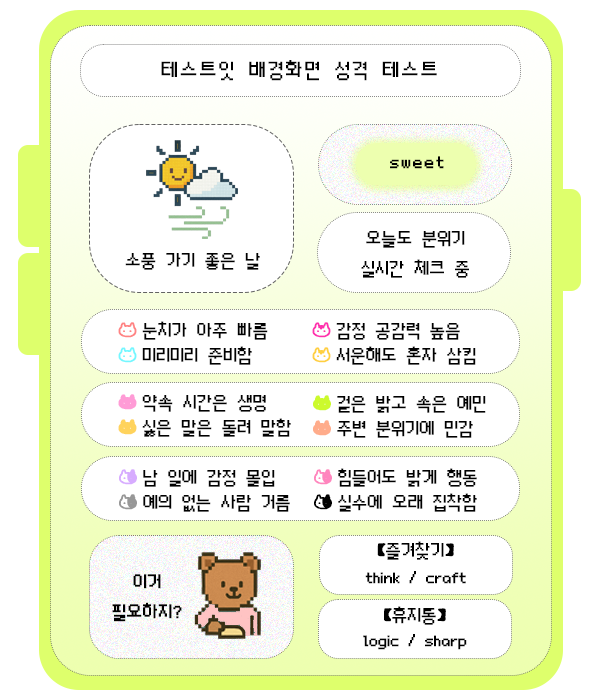 테스트잇 배경화면 성격 테스트
소풍 가기 좋은 날
sweet
오늘도 분위기
실시간 체크 중
눈치가 아주 빠름
감정 공감력 높음
미리미리 준비함
서운해도 혼자 삼킴
약속 시간은 생명
겉은 밝고 속은 예민
싫은 말은 돌려 말함
주변 분위기에 민감
남 일에 감정 몰입
힘들어도 밝게 행동
예의 없는 사람 거름
실수에 오래 집착함
이거
필요하지?
【즐겨찾기】
think / craft
【휴지통】
logic / sharp